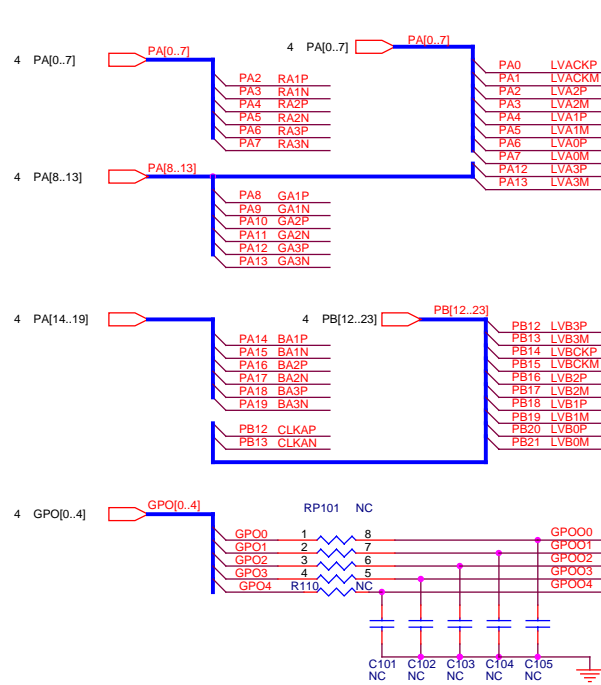 4 PA[0..7] PA[0..7]
4 PA[0..7] PA[0..7]
PA2 RA1P
PA3 RA1N
PA4 RA2P
PA5 RA2N
PA6 RA3P
PA7 RA3N
PA0 LVACKP
PA1 LVACKM
PA2 LVA2P
PA3 LVA2M
PA4 LVA1P
PA5 LVA1M
PA6 LVA0P
PA7 LVA0M
PA12 LVA3P
PA13 LVA3M
4 PA[8..13] PA[8..13]
PA8 GA1P
PA9 GA1N
PA10 GA2P
PA11 GA2N
PA12 GA3P
PA13 GA3N
4 PA[14..19]
4 PB[12..23] PB[12..23]
PA14 BA1P
PA15 BA1N
PA16 BA2P
PA17 BA2N
PA18 BA3P
PA19 BA3N
PB12 CLKAP
PB13 CLKAN
PB12 LVB3P
PB13 LVB3M
PB14 LVBCKP
PB15 LVBCKM
PB16 LVB2P
PB17 LVB2M
PB18 LVB1P
PB19 LVB1M
PB20 LVB0P
PB21 LVB0M
4 GPO[0..4] GPO[0..4]
RP101 NC
GPO0 1 8 GPOO0
GPO1 2 7 GPOO1
GPO2 3 6 GPOO2
GPO3 4 5 GPOO3
GPO4 R110 NC GPOO4
C101 C102 C103 C104 C105
NC NC NC NC NC